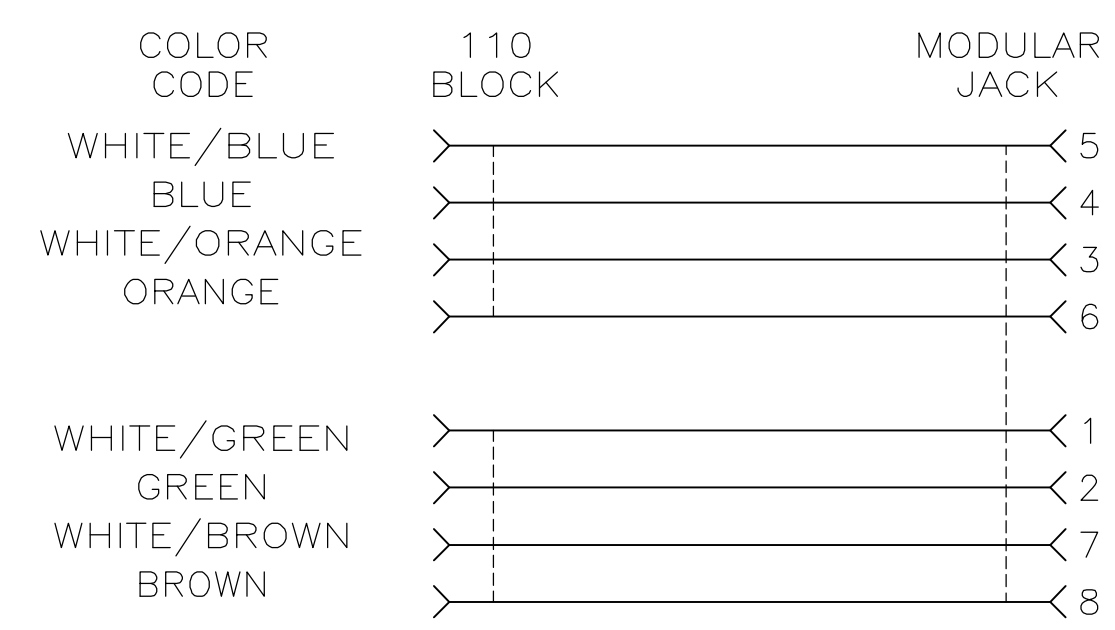 COLOR CODE
110 BLOCK
MODULAR JACK
WHITE/BLUE 5
BLUE 4
WHITE/ORANGE 3
ORANGE 6
WHITE/GREEN 1
GREEN 2
WHITE/BROWN 7
BROWN 8